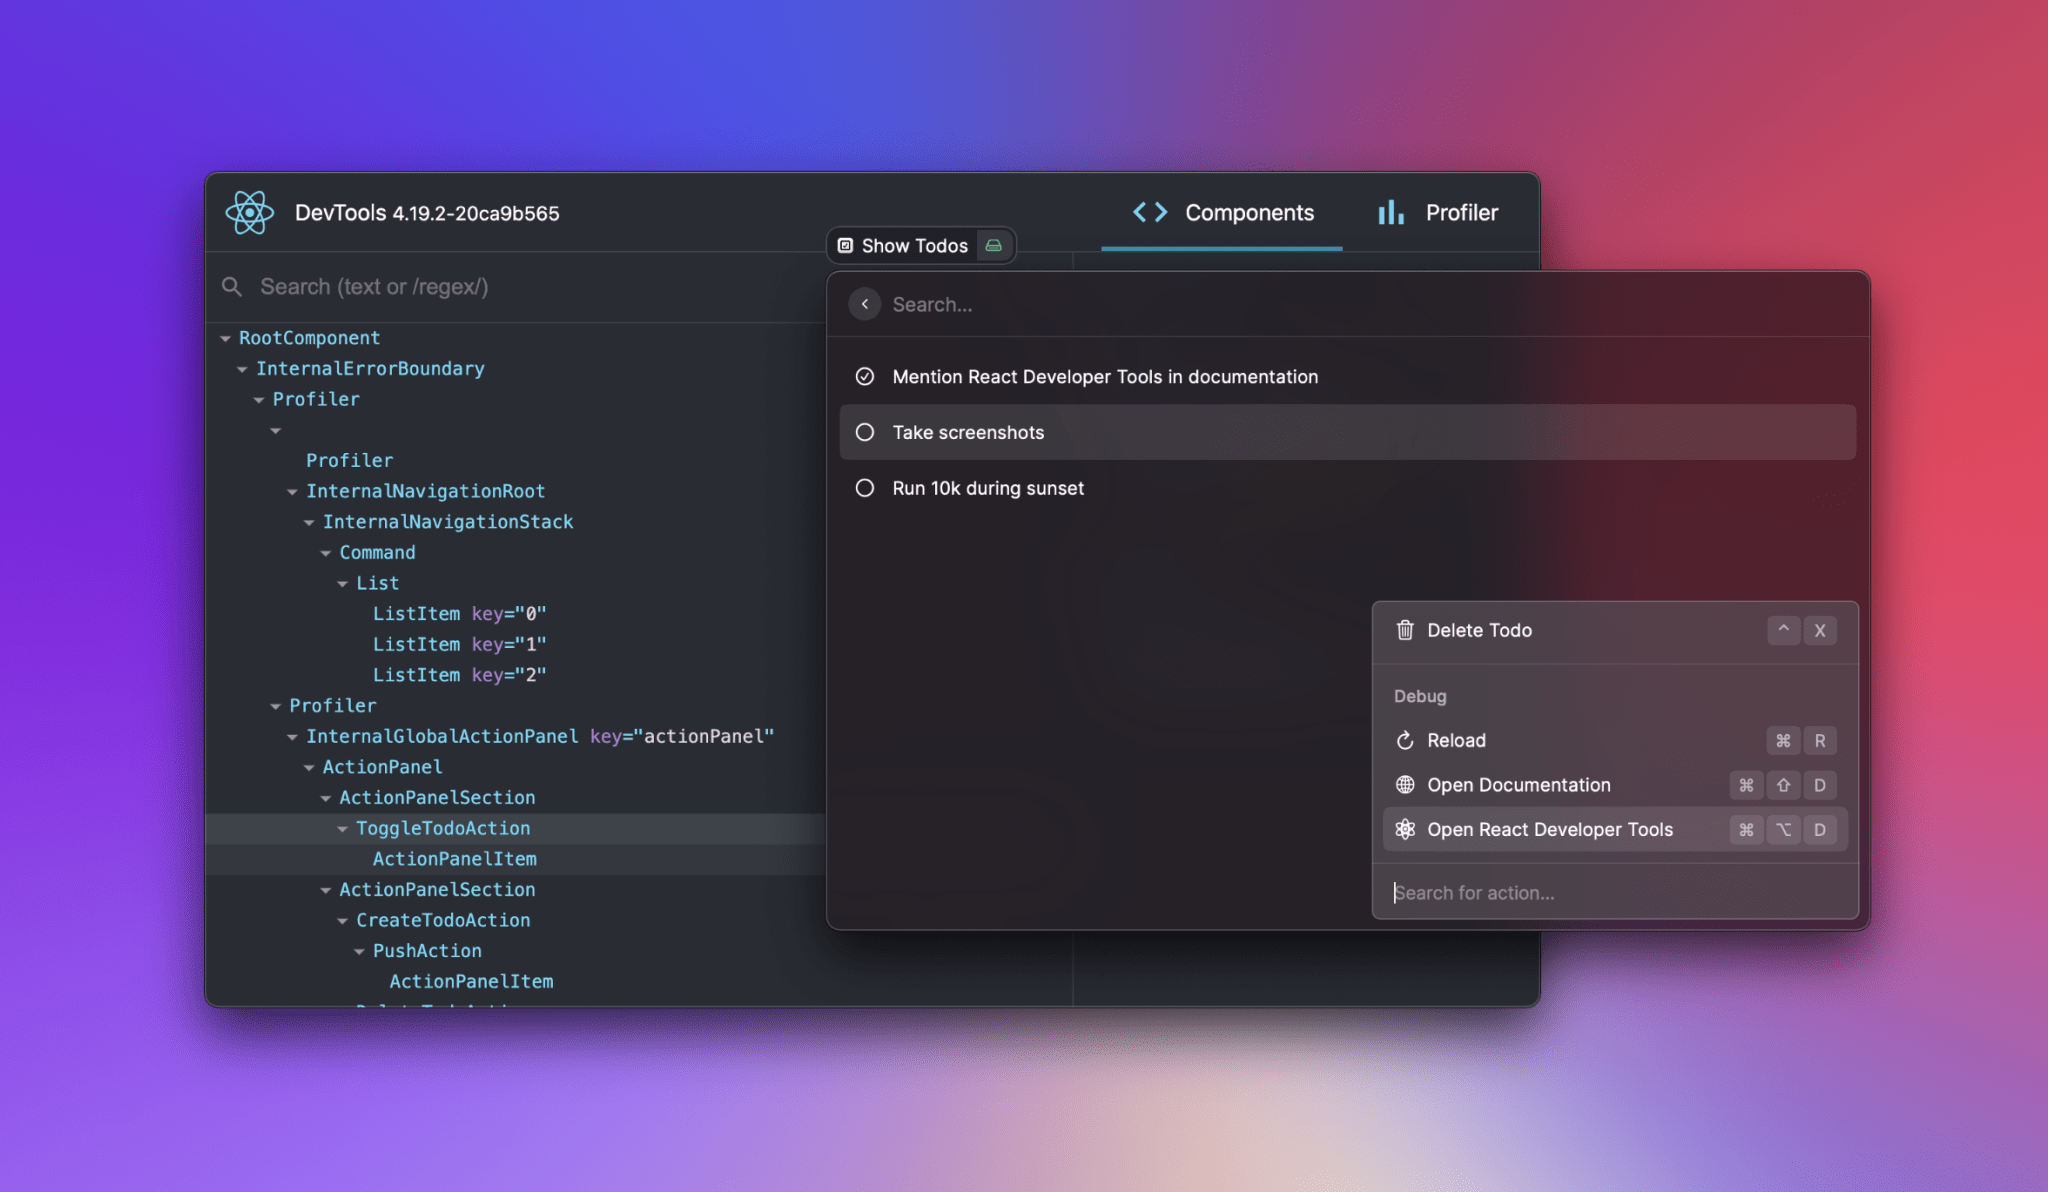 DevTools 4.19.2-20ca9b565
Components
Profiler
Search (text or /regex/)
RootComponent
InternalErrorBoundary
Profiler
Profiler
InternalNavigationRoot
InternalNavigationStack
Command
List
ListItem key="0"
ListItem key="1"
ListItem key="2"
Profiler
InternalGlobalActionPanel key="actionPanel"
ActionPanel
ActionPanelSection
ToggleTodoAction
ActionPanelItem
ActionPanelSection
CreateTodoAction
PushAction
ActionPanelItem
Show Todos
Search...
Mention React Developer Tools in documentation
Take screenshots
Run 10k during sunset
Delete Todo ^ X
Debug
Reload ⌘ R
Open Documentation ⌘ ⇧ D
Open React Developer Tools ⌘ ⌥ D
Search for action...